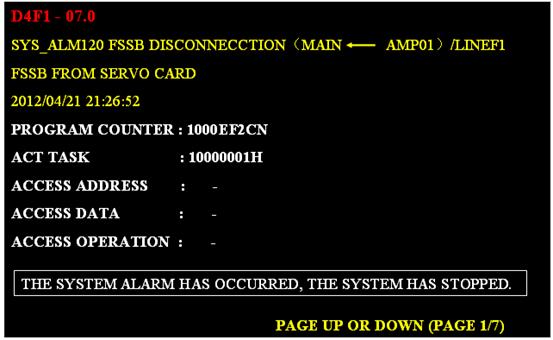 D4F1 - 07.0
SYS_ALM120 FSSB DISCONNECCTION（MAIN ← AMP01）/LINEF1
FSSB FROM SERVO CARD
2012/04/21 21:26:52
PROGRAM COUNTER : 1000EF2CN
ACT TASK : 10000001H
ACCESS ADDRESS : -
ACCESS DATA : -
ACCESS OPERATION : -
THE SYSTEM ALARM HAS OCCURRED, THE SYSTEM HAS STOPPED.
PAGE UP OR DOWN (PAGE 1/7)